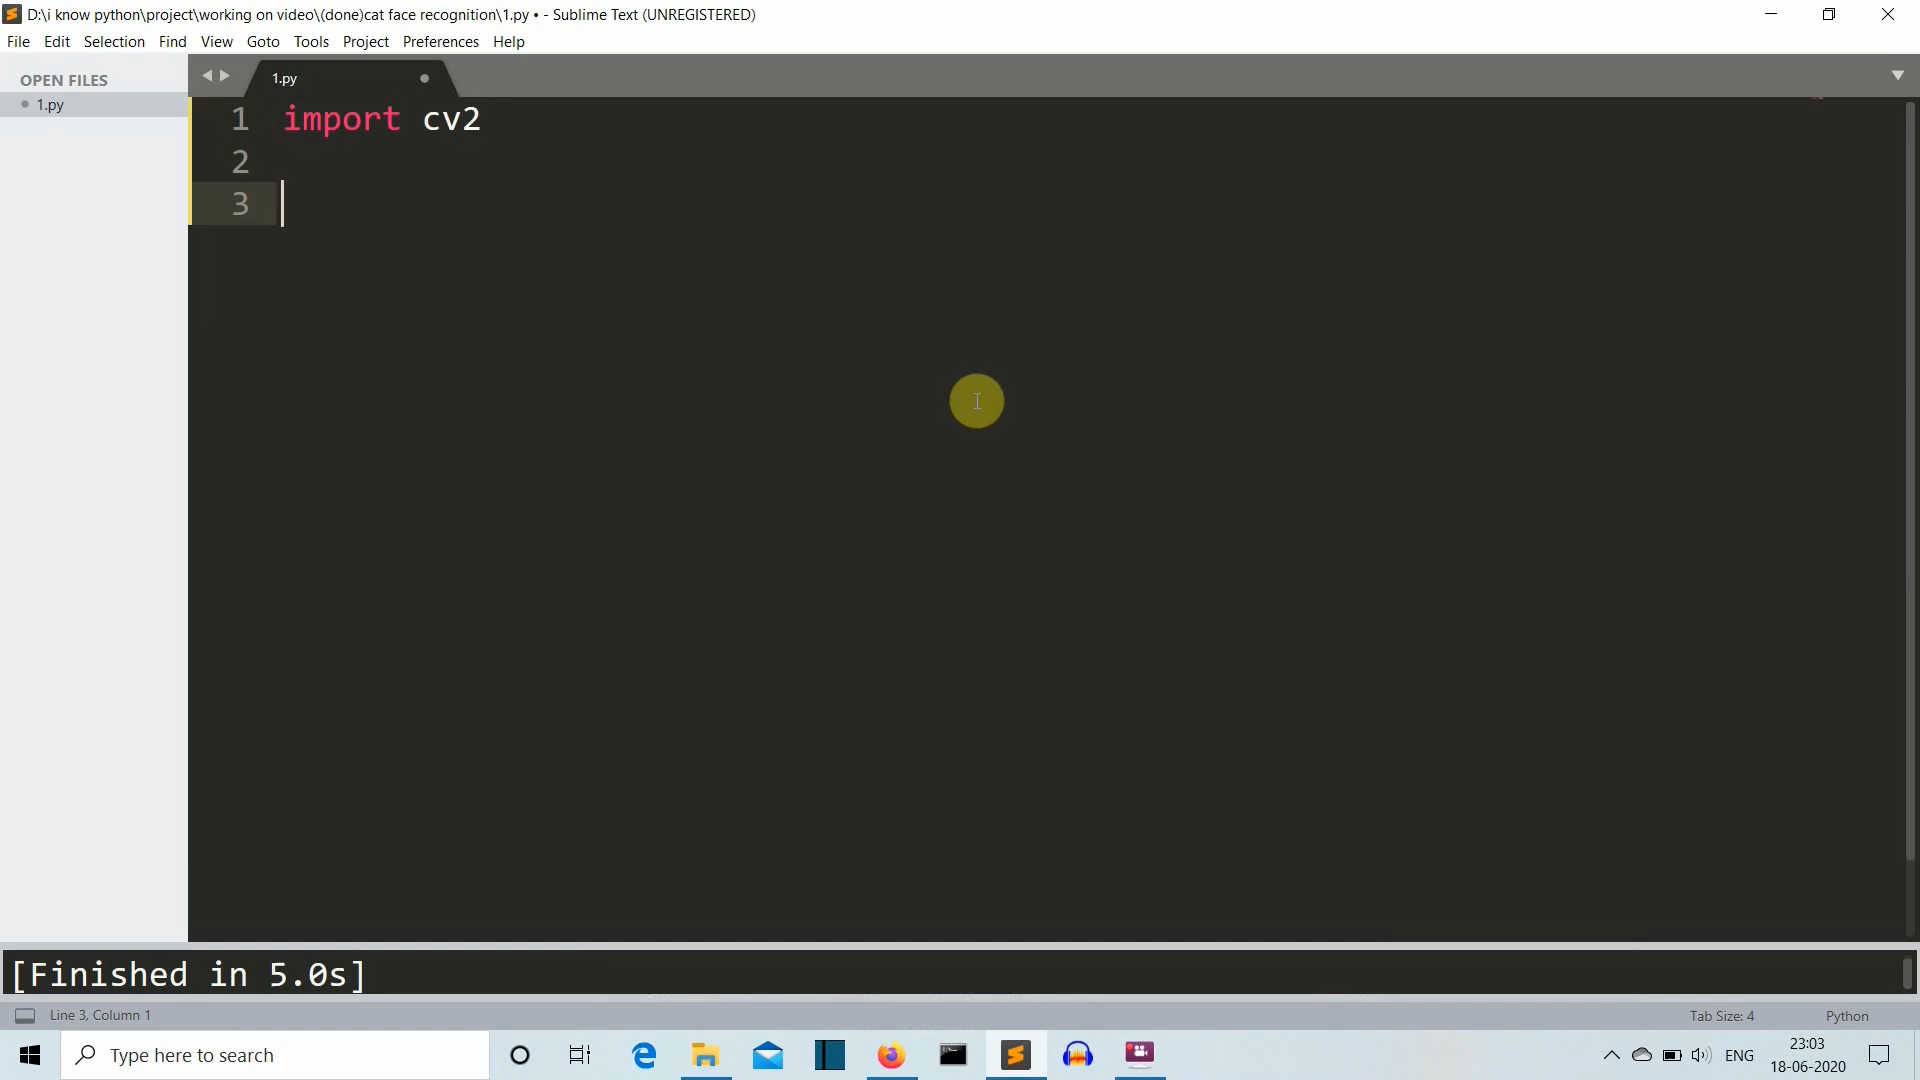 D:\i know python\project\working on video\(done)cat face recognition\1.py • - Sublime Text (UNREGISTERED)
File Edit Selection Find View Goto Tools Project Preferences Help
OPEN FILES
1.py
1.py
1 import cv2
2
3
[Finished in 5.0s]
Line 3, Column 1
Tab Size: 4
Python
Type here to search
ENG
23:03
18-06-2020